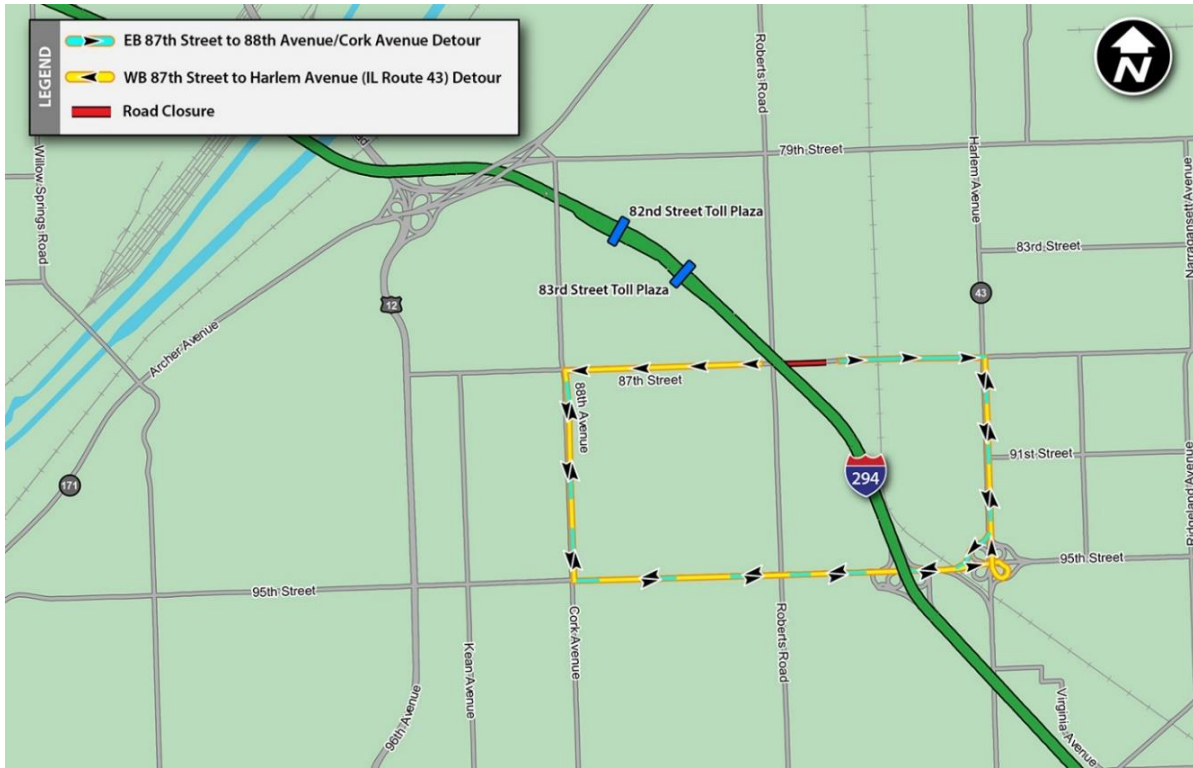 LEGEND
EB 87th Street to 88th Avenue/Cork Avenue Detour
WB 87th Street to Harlem Avenue (IL Route 43) Detour
Road Closure
N
Willow Springs Road
Roberts Road
79th Street
Harlem Avenue
Narragansett Avenue
82nd Street Toll Plaza
83rd Street
83rd Street Toll Plaza
43
12
Archer Avenue
87th Street
88th Avenue
91st Street
294
171
Ridgeland Avenue
95th Street
95th Street
Cork Avenue
Roberts Road
Kean Avenue
96th Avenue
Virginia Avenue